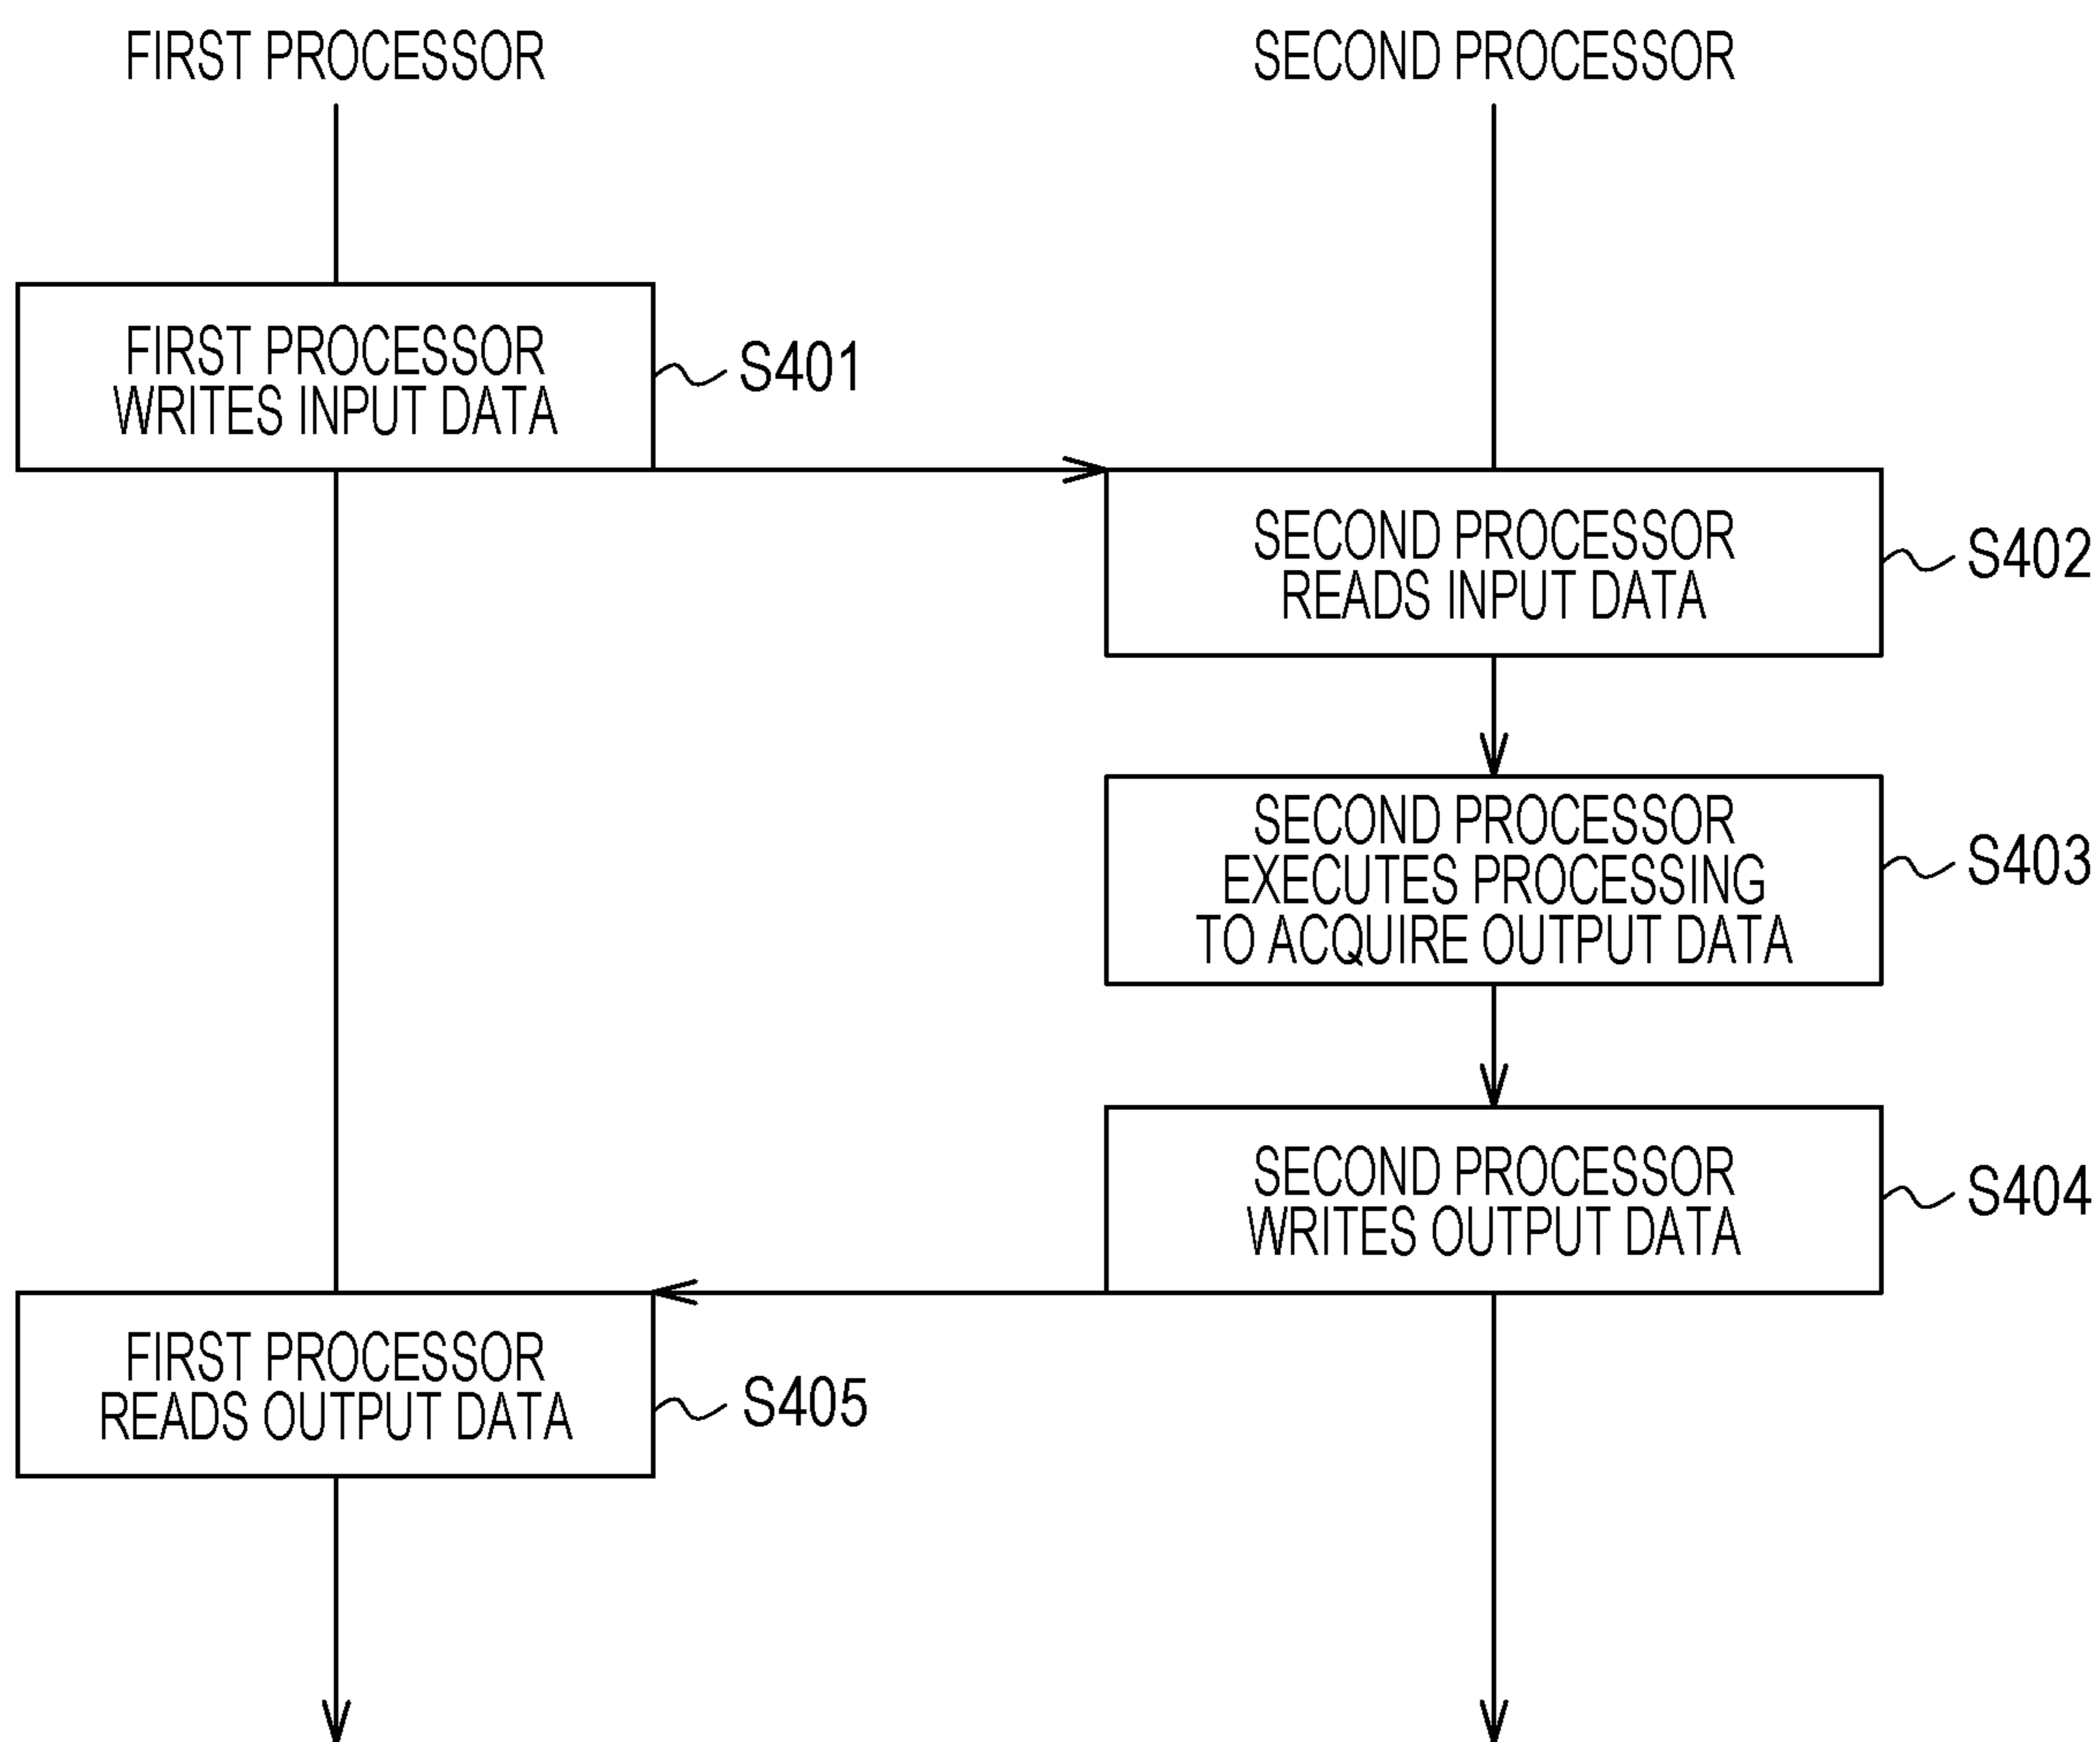 FIRST PROCESSOR
SECOND PROCESSOR
FIRST PROCESSOR
WRITES INPUT DATA
S401
SECOND PROCESSOR
READS INPUT DATA
S402
SECOND PROCESSOR
EXECUTES PROCESSING
TO ACQUIRE OUTPUT DATA
S403
SECOND PROCESSOR
WRITES OUTPUT DATA
S404
FIRST PROCESSOR
READS OUTPUT DATA
S405